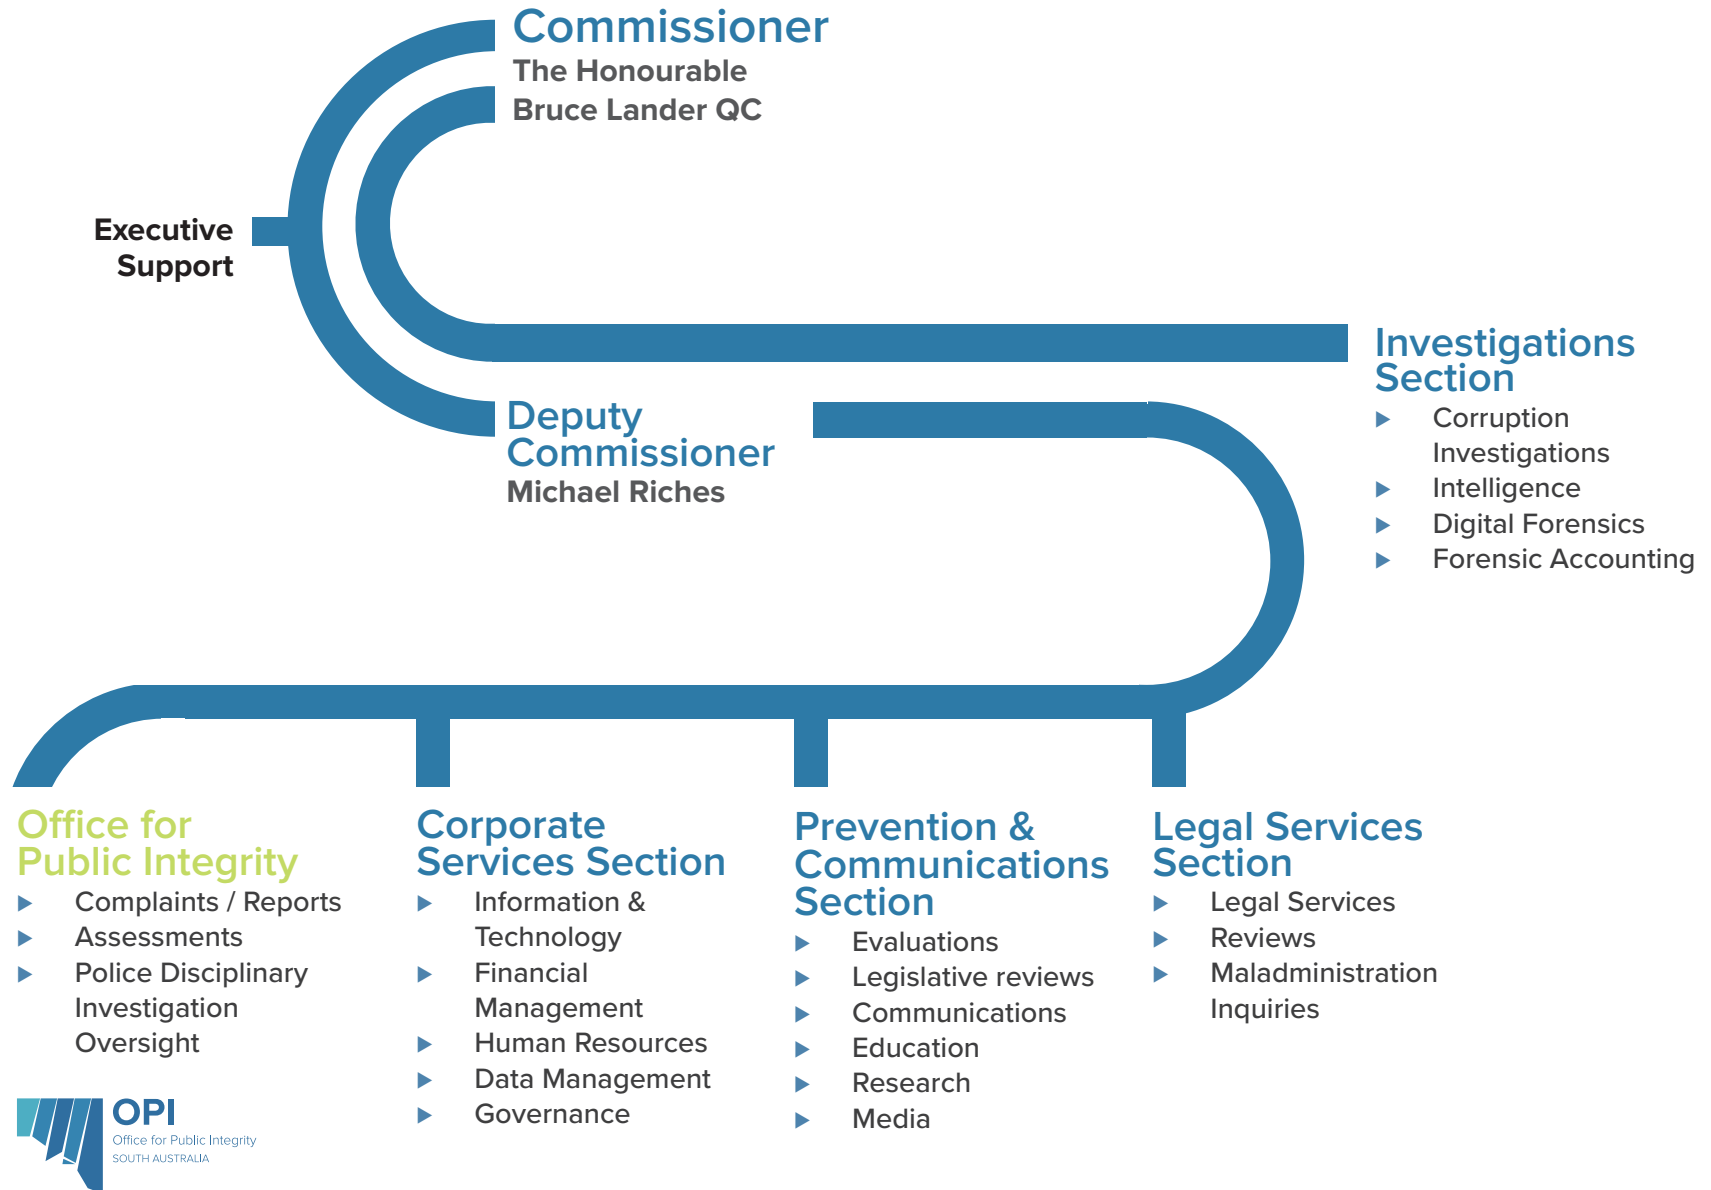 Commissioner
The Honourable
Bruce Lander QC
Executive
Support
Investigations
Section
Corruption
Investigations
Intelligence
Digital Forensics
Forensic Accounting
Deputy
Commissioner
Michael Riches
Office for
Public Integrity
Complaints / Reports
Assessments
Police Disciplinary
Investigation
Oversight
Corporate
Services Section
Information &
Technology
Financial
Management
Human Resources
Data Management
Governance
Prevention &
Communications
Section
Evaluations
Legislative reviews
Communications
Education
Research
Media
Legal Services
Section
Legal Services
Reviews
Maladministration
Inquiries
OPI
Office for Public Integrity
SOUTH AUSTRALIA